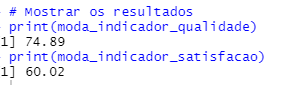 # Mostrar os resultados
print(moda_indicador_qualidade)
1] 74.89
print(moda_indicador_satisfacao)
1] 60.02